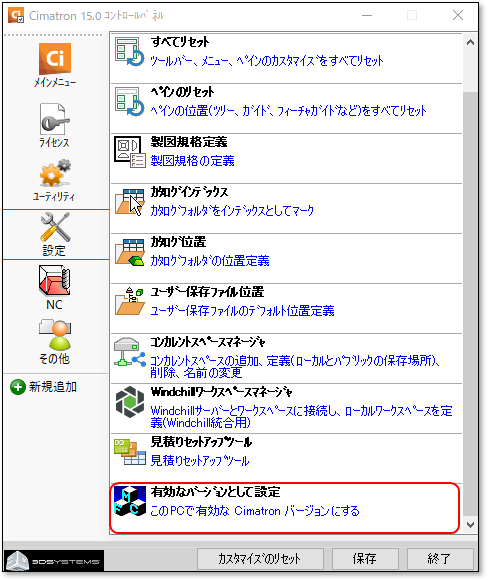 Cimatron 15.0 コントロールパネル
Ci
メインメニュー
ライセンス
ユーティリティ
設定
NC
その他
新規追加
すべてリセット
ツールバー、メニュー、ペインのカスタマイズをすべてリセット
ペインのリセット
ペインの位置(ツリー、ガイド、フィーチャガイドなど)をすべてリセット
製図規格定義
製図規格の定義
カタログインデックス
カタログフォルダをインデックスとしてマーク
カタログ位置
カタログフォルダの位置定義
ユーザー保存ファイル位置
ユーザー保存ファイルのデフォルト位置定義
コンカレントスペースマネージャ
コンカレントスペースの追加、定義(ローカルとパブリックの保存場所)、
削除、名前の変更
Windchillワークスペースマネージャ
Windchillサーバーとワークスペースに接続し、ローカルワークスペースを定
義(Windchill統合用)
見積りセットアップツール
見積りセットアップツール
有効なバージョンとして設定
このPCで有効な Cimatron バージョンにする
3DSYSTEMS
カスタマイズのリセット
保存
終了